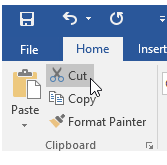 File Home Insert
Cut
Copy
Paste
Format Painter
Clipboard